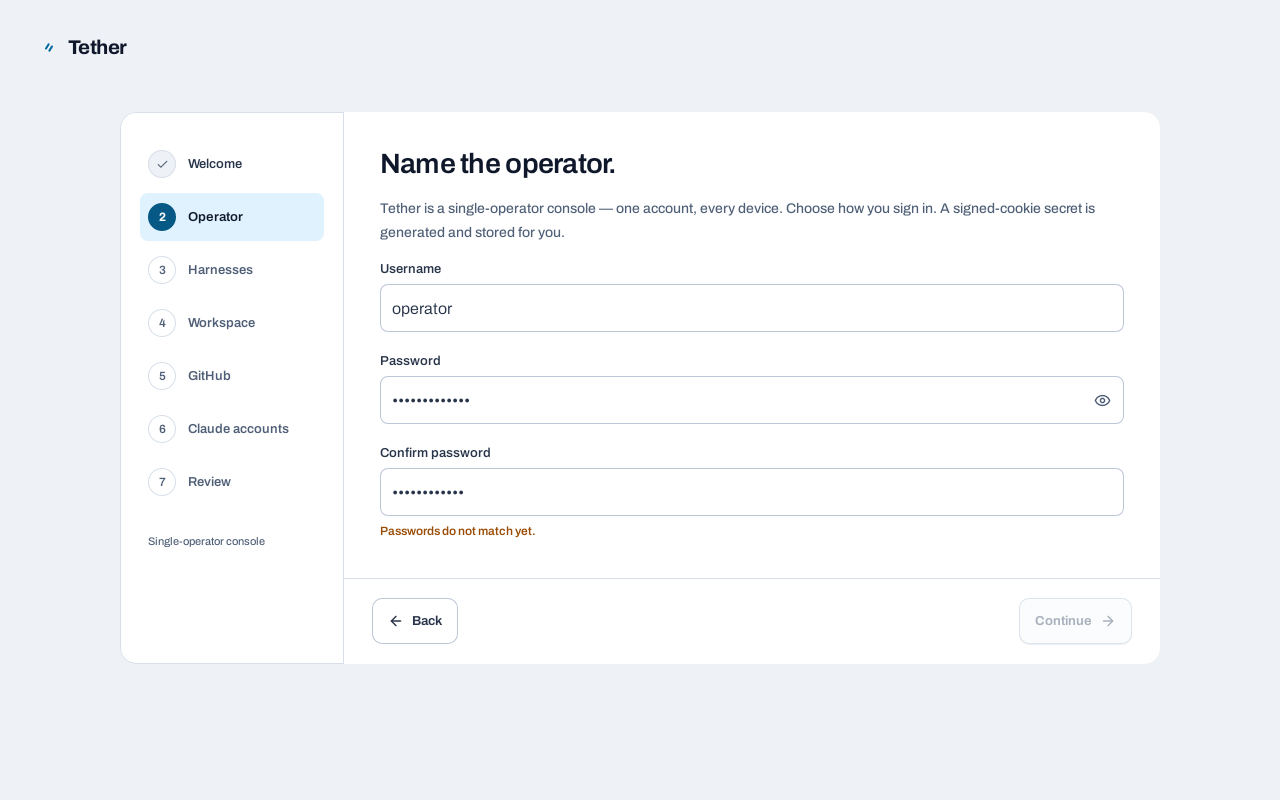 Tether
Welcome
2 Operator
3 Harnesses
4 Workspace
5 GitHub
6 Claude accounts
7 Review
Single-operator console
Name the operator.
Tether is a single-operator console — one account, every device. Choose how you sign in. A signed-cookie secret is
generated and stored for you.
Username
operator
Password
•••••••••••••
Confirm password
••••••••••••
Passwords do not match yet.
Back
Continue